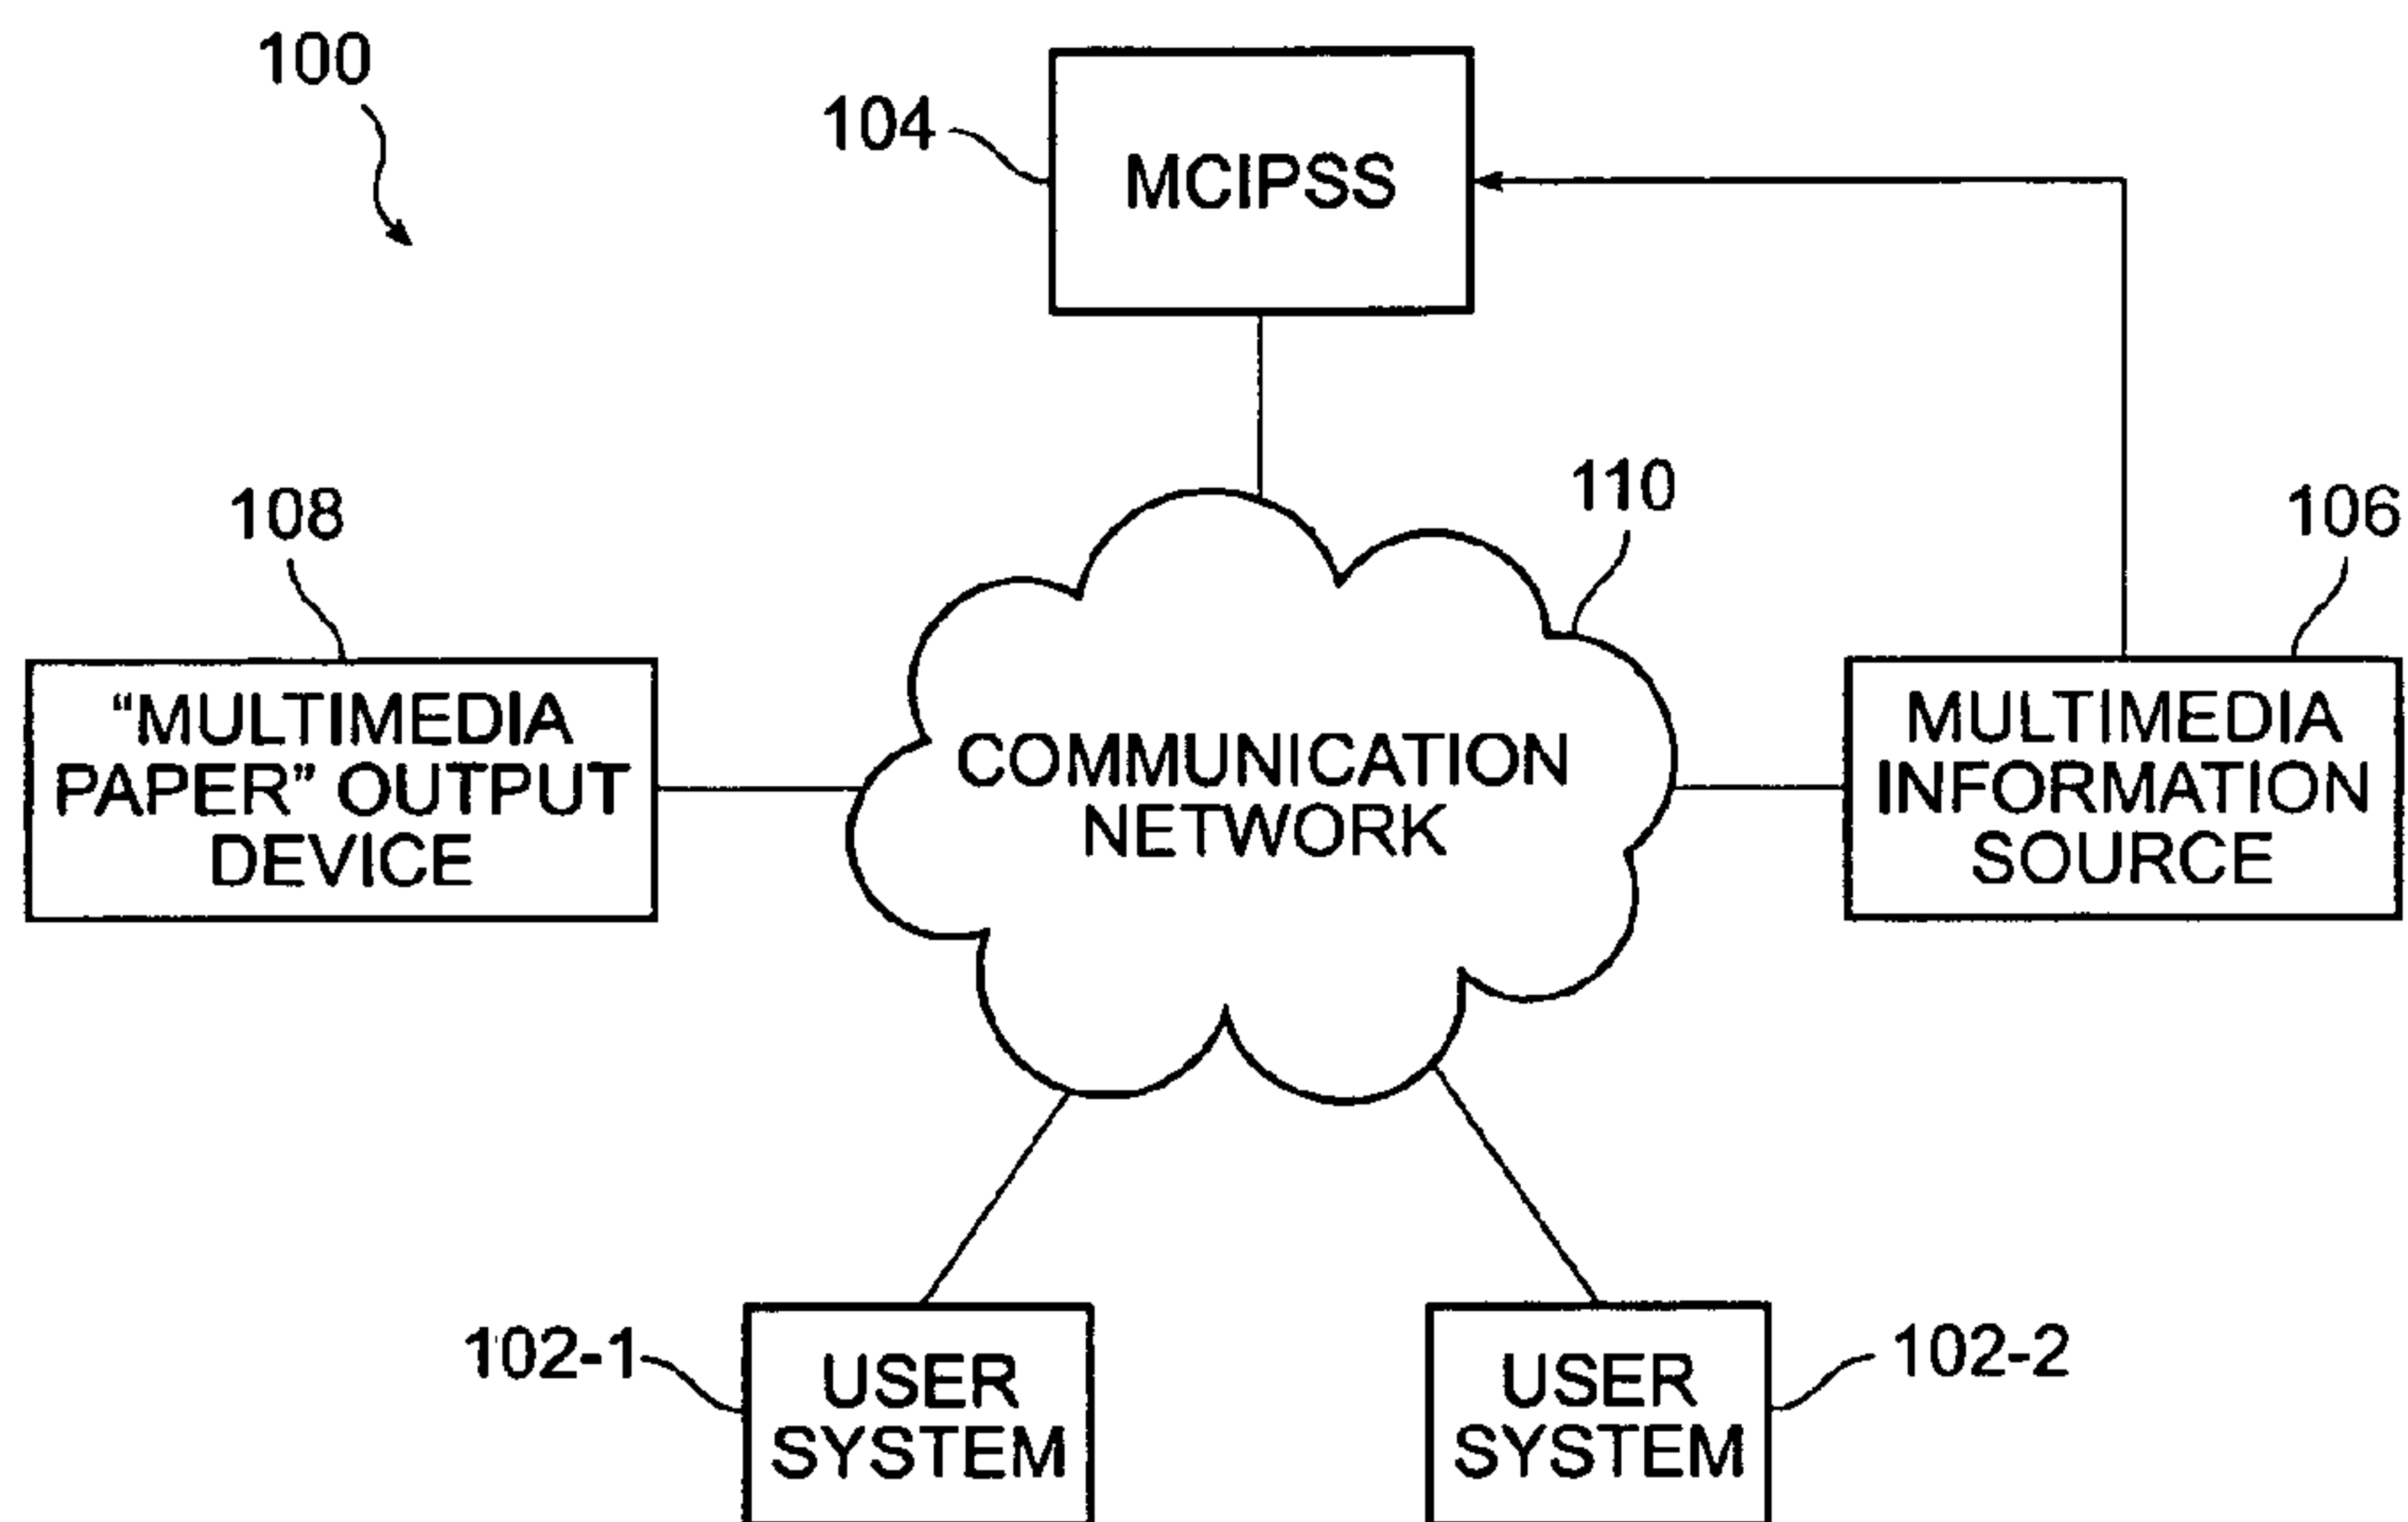 100
104
MCIPSS
108
110
106
“MULTIMEDIA
PAPER” OUTPUT
DEVICE
COMMUNICATION
NETWORK
MULTIMEDIA
INFORMATION
SOURCE
102-1
USER
SYSTEM
USER
SYSTEM
102-2